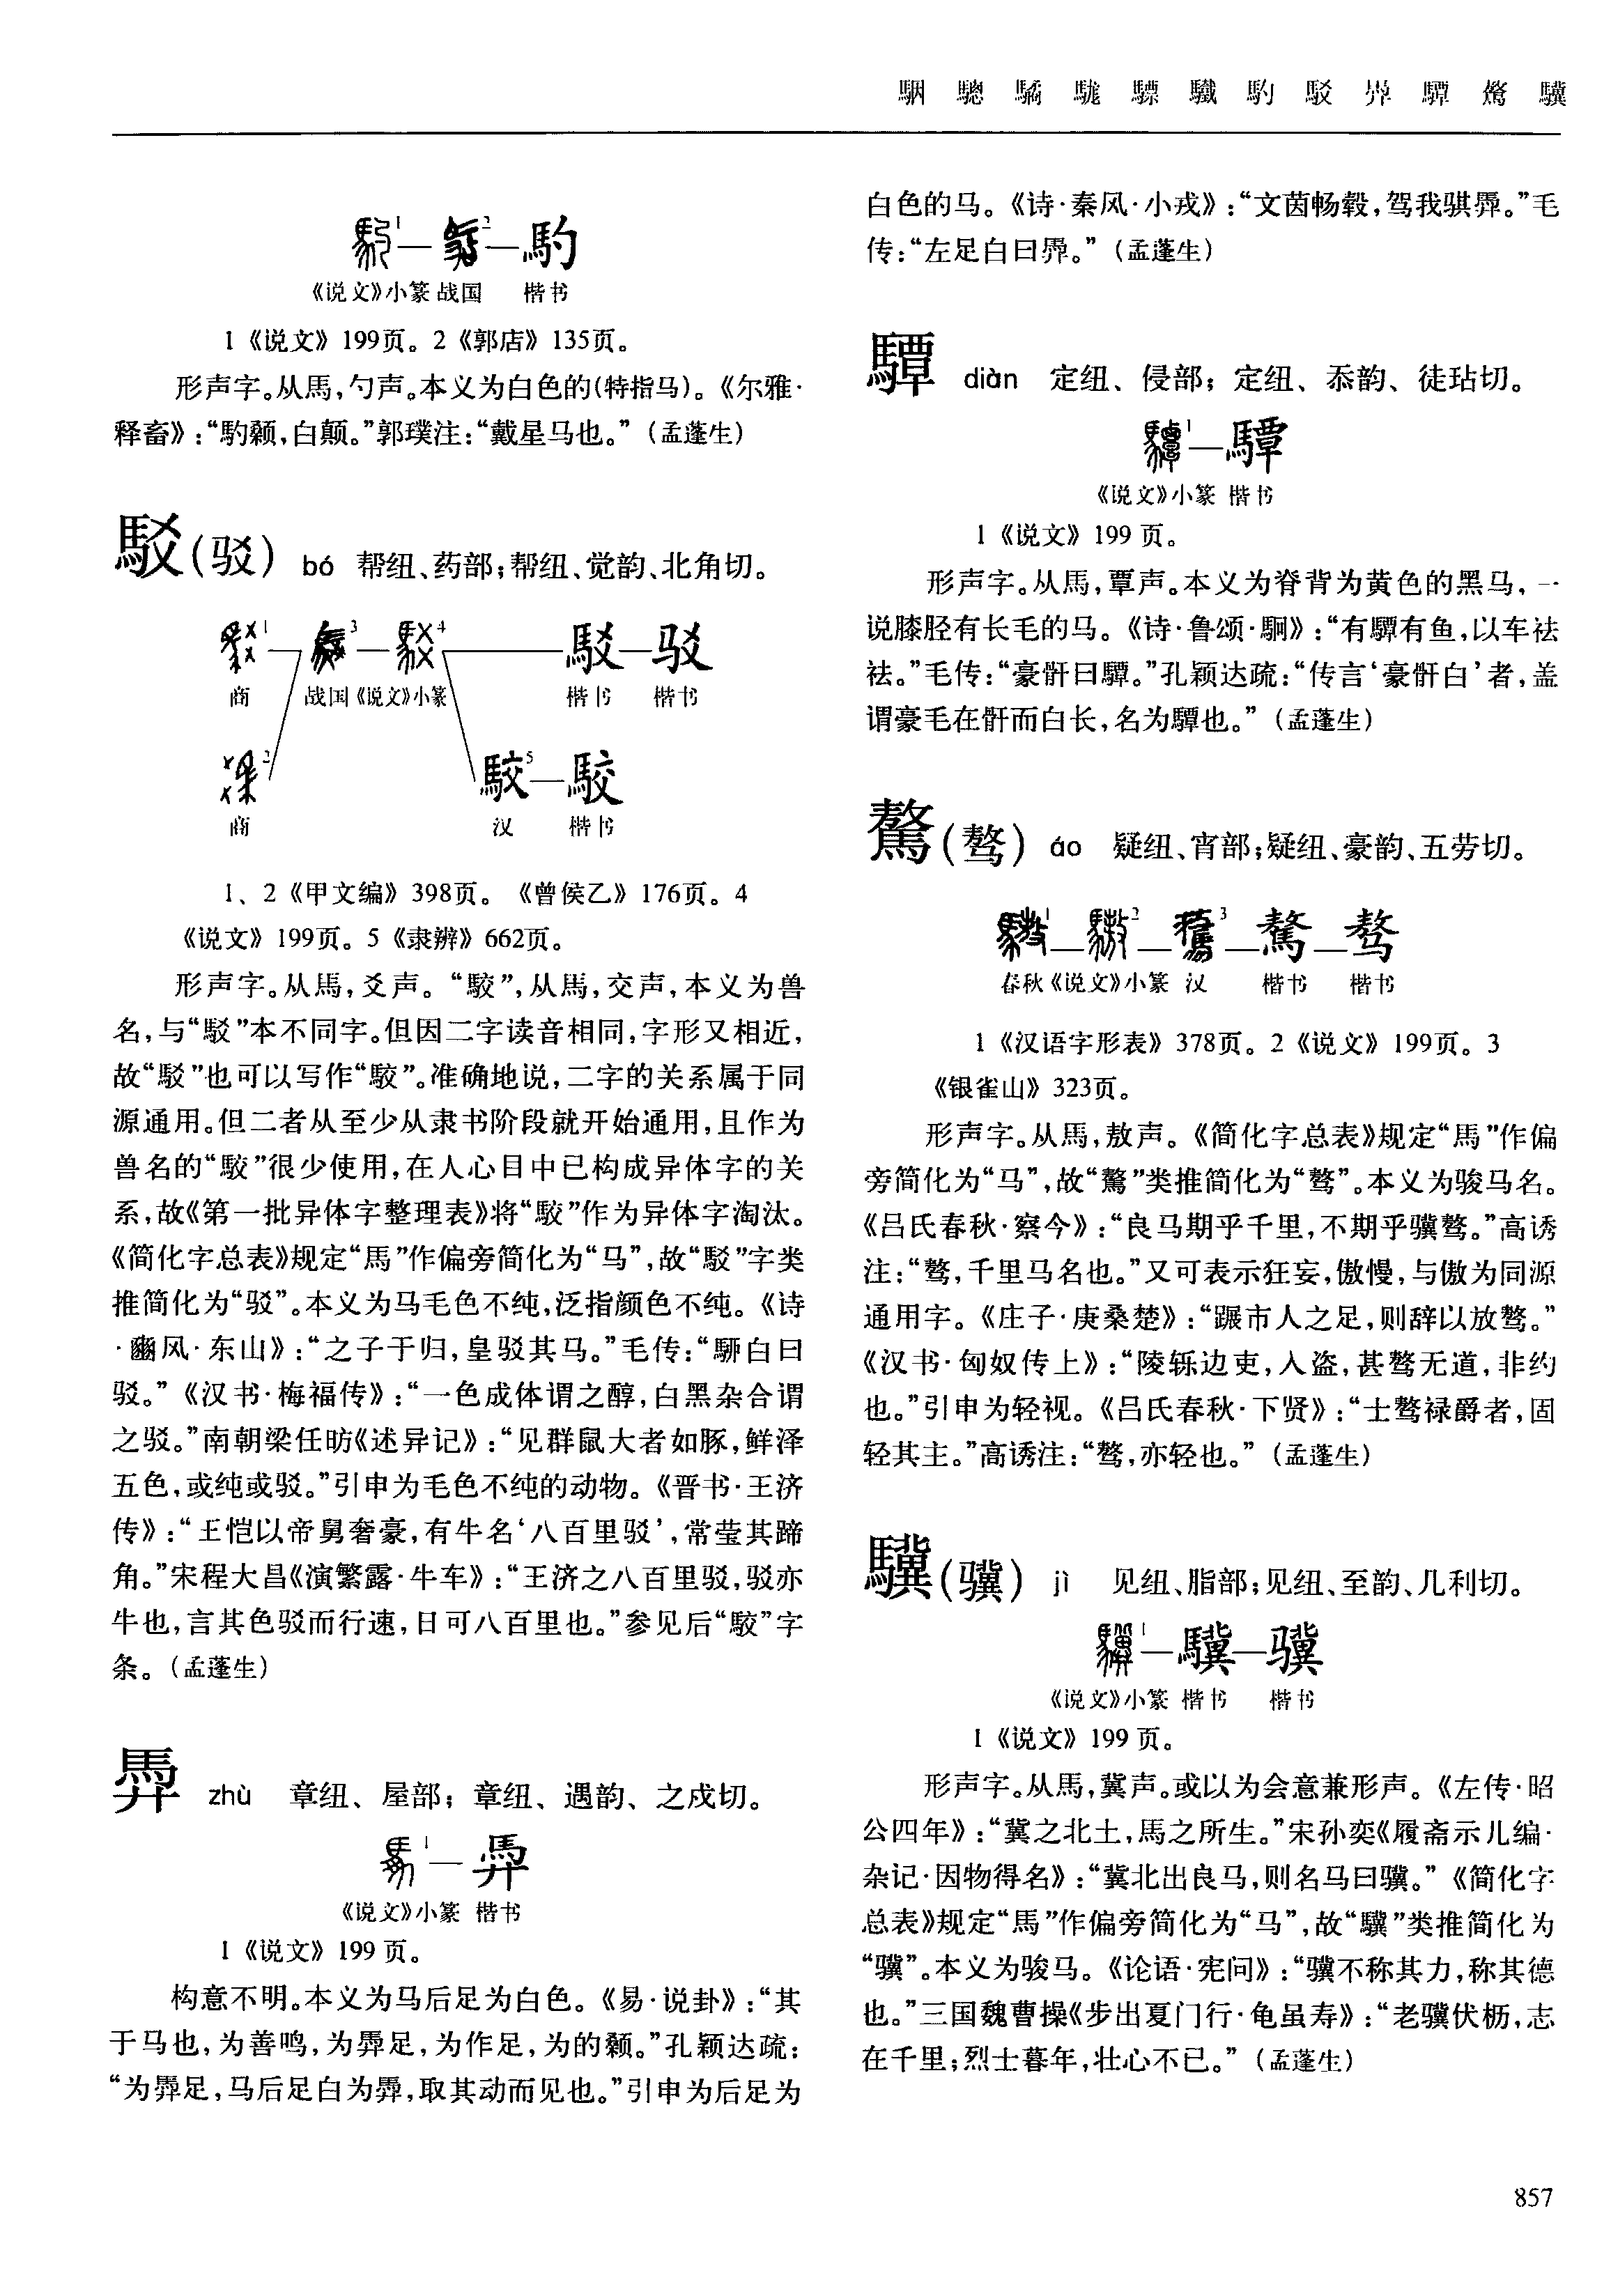 駰 驄 驈 駹 驃 驖 馰 駁 馵 驔 驁 驥
馰
《说文》小篆 战国 楷书
1《说文》199页。2《郭店》135页。
形声字。从馬,勺声。本义为白色的(特指马)。《尔雅·
释畜》:“馰颡,白颠。”郭璞注:“戴星马也。”(孟蓬生)
駁(驳) bó 帮纽、药部;帮纽、觉韵、北角切。
1 3 4 駁 驳
商 战国《说文》小篆 楷书 楷书
2 5 駮
商 汉 楷书
1、2《甲文编》398页。《曾侯乙》176页。4
《说文》199页。5《隶辨》662页。
形声字。从馬,爻声。“駮”,从馬,交声,本义为兽
名,与“駁”本不同字。但因二字读音相同,字形又相近,
故“駁”也可以写作“駮”。准确地说,二字的关系属于同
源通用。但二者从至少从隶书阶段就开始通用,且作为
兽名的“駮”很少使用,在人心目中已构成异体字的关
系,故《第一批异体字整理表》将“駮”作为异体字淘汰。
《简化字总表》规定“馬”作偏旁简化为“马”,故“駁”字类
推简化为“驳”。本义为马毛色不纯,泛指颜色不纯。《诗
·豳风·东山》:“之子于归,皇驳其马。”毛传:“骍白曰
驳。”《汉书·梅福传》:“一色成体谓之醇,白黑杂合谓
之驳。”南朝梁任昉《述异记》:“见群鼠大者如豚,鲜泽
五色,或纯或驳。”引申为毛色不纯的动物。《晋书·王济
传》:“王恺以帝舅奢豪,有牛名‘八百里驳’,常莹其蹄
角。”宋程大昌《演繁露·牛车》:“王济之八百里驳,驳亦
牛也,言其色驳而行速,日可八百里也。”参见后“駮”字
条。(孟蓬生)
馵 zhù 章纽、屋部;章纽、遇韵、之戍切。
1 馵
《说文》小篆 楷书
1《说文》199页。
构意不明。本义为马后足为白色。《易·说卦》:“其
于马也,为善鸣,为馵足,为作足,为的颡。”孔颖达疏:
“为馵足,马后足白为馵,取其动而见也。”引申为后足为
白色的马。《诗·秦风·小戎》:“文茵畅毂,驾我骐馵。”毛
传:“左足白曰馵。”(孟蓬生)
驔 diàn 定纽、侵部;定纽、忝韵、徒玷切。
1 驔
《说文》小篆 楷书
1《说文》199页。
形声字。从馬,覃声。本义为脊背为黄色的黑马,一
说膝胫有长毛的马。《诗·鲁颂·駉》:“有驔有鱼,以车祛
祛。”毛传:“豪骭曰驔。”孔颖达疏:“传言‘豪骭白’者,盖
谓豪毛在骭而白长,名为驔也。”(孟蓬生)
驁(骜) áo 疑纽、宵部;疑纽、豪韵、五劳切。
1 2 3 驁 骜
春秋《说文》小篆 汉 楷书 楷书
1《汉语字形表》378页。2《说文》199页。3
《银雀山》323页。
形声字。从馬,敖声。《简化字总表》规定“馬”作偏
旁简化为“马”,故“驁”类推简化为“骜”。本义为骏马名。
《吕氏春秋·察今》:“良马期乎千里,不期乎骥骜。”高诱
注:“骜,千里马名也。”又可表示狂妄,傲慢,与傲为同源
通用字。《庄子·庚桑楚》:“蹍市人之足,则辞以放骜。”
《汉书·匈奴传上》:“陵轹边吏,入盗,甚骜无道,非约
也。”引申为轻视。《吕氏春秋·下贤》:“士骜禄爵者,固
轻其主。”高诱注:“骜,亦轻也。”(孟蓬生)
驥(骥) jì 见纽、脂部;见纽、至韵、几利切。
1 驥 骥
《说文》小篆 楷书 楷书
1《说文》199页。
形声字。从馬,冀声。或以为会意兼形声。《左传·昭
公四年》:“冀之北土,馬之所生。”宋孙奕《履斋示儿编·
杂记·因物得名》:“冀北出良马,则名马曰骥。”《简化字
总表》规定“馬”作偏旁简化为“马”,故“驥”类推简化为
“骥”。本义为骏马。《论语·宪问》:“骥不称其力,称其德
也。”三国魏曹操《步出夏门行·龟虽寿》:“老骥伏枥,志
在千里;烈士暮年,壮心不已。”(孟蓬生)
857